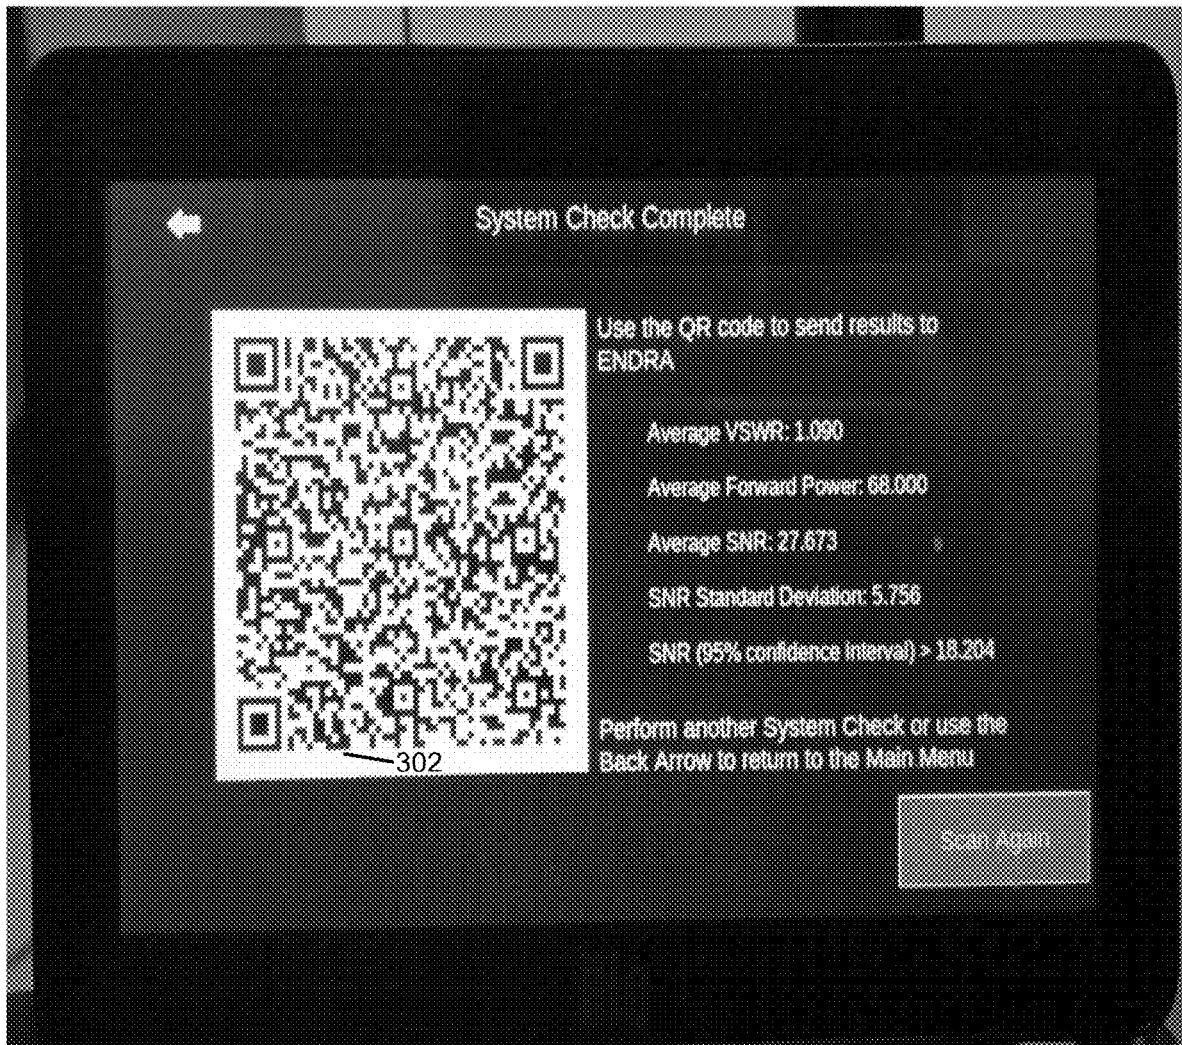 System Check Complete
Use the QR code to send results to
ENDRA
Average VSWR: 1.090
Average Forward Power: 68.000
Average SNR: 27.673
SNR Standard Deviation: 5.756
SNR (95% confidence interval) > 18.204
Perform another System Check or use the
Back Arrow to return to the Main Menu
302
Scan Again